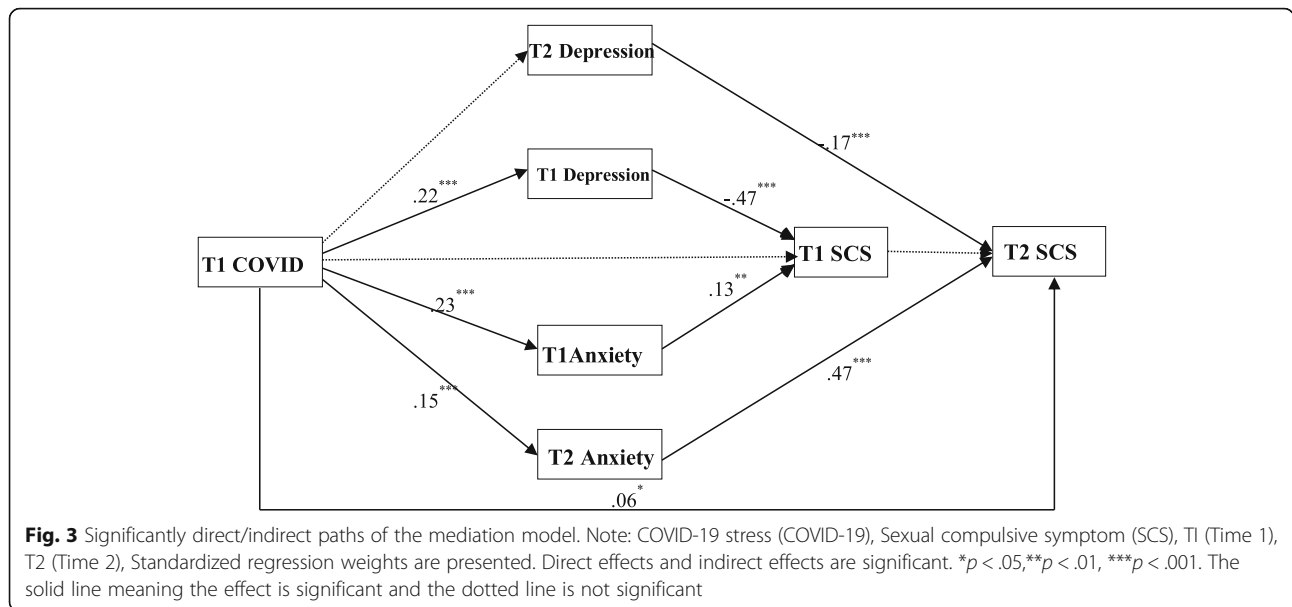 T2 Depression
-.17***
T1 Depression
.22***
-.47***
T1 COVID
T1 SCS
T2 SCS
.23***
.13**
T1Anxiety
.15***
.47***
T2 Anxiety
.06*
Fig. 3 Significantly direct/indirect paths of the mediation model. Note: COVID-19 stress (COVID-19), Sexual compulsive symptom (SCS), TI (Time 1),
T2 (Time 2), Standardized regression weights are presented. Direct effects and indirect effects are significant. *p < .05,**p < .01, ***p < .001. The
solid line meaning the effect is significant and the dotted line is not significant